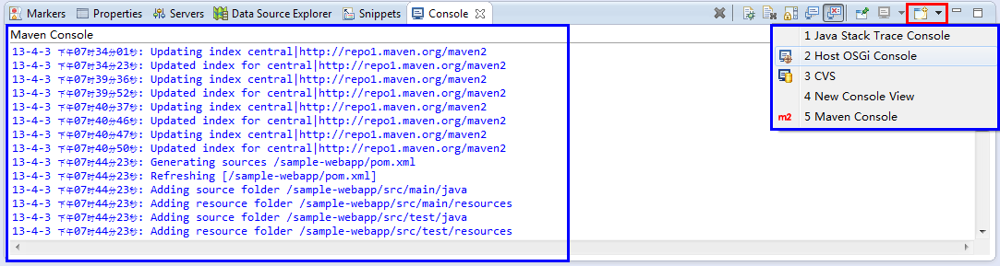 Markers Properties Servers Data Source Explorer Snippets Console
Maven Console
13-4-3 下午07时34分01秒: Updating index central|http://repo1.maven.org/maven2
13-4-3 下午07时34分23秒: Updated index for central|http://repo1.maven.org/maven2
13-4-3 下午07时39分36秒: Updating index central|http://repo1.maven.org/maven2
13-4-3 下午07时39分52秒: Updated index for central|http://repo1.maven.org/maven2
13-4-3 下午07时40分37秒: Updating index central|http://repo1.maven.org/maven2
13-4-3 下午07时40分46秒: Updated index for central|http://repo1.maven.org/maven2
13-4-3 下午07时40分47秒: Updating index central|http://repo1.maven.org/maven2
13-4-3 下午07时40分50秒: Updated index for central|http://repo1.maven.org/maven2
13-4-3 下午07时44分23秒: Generating sources /sample-webapp/pom.xml
13-4-3 下午07时44分23秒: Refreshing [/sample-webapp/pom.xml]
13-4-3 下午07时44分23秒: Adding source folder /sample-webapp/src/main/java
13-4-3 下午07时44分23秒: Adding resource folder /sample-webapp/src/main/resources
13-4-3 下午07时44分23秒: Adding source folder /sample-webapp/src/test/java
13-4-3 下午07时44分23秒: Adding resource folder /sample-webapp/src/test/resources
1 Java Stack Trace Console
2 Host OSGi Console
3 CVS
4 New Console View
m2 5 Maven Console